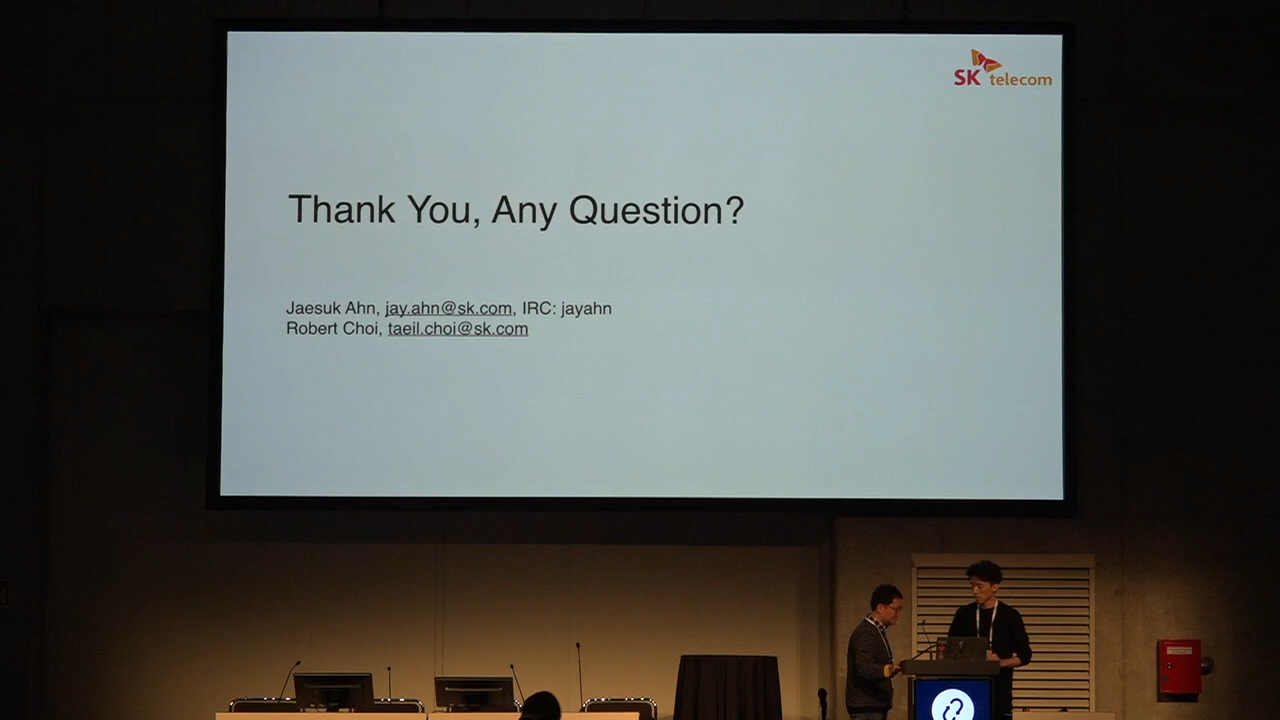 SK telecom
Thank You, Any Question?
Jaesuk Ahn, jay.ahn@sk.com, IRC: jayahn
Robert Choi, taeil.choi@sk.com